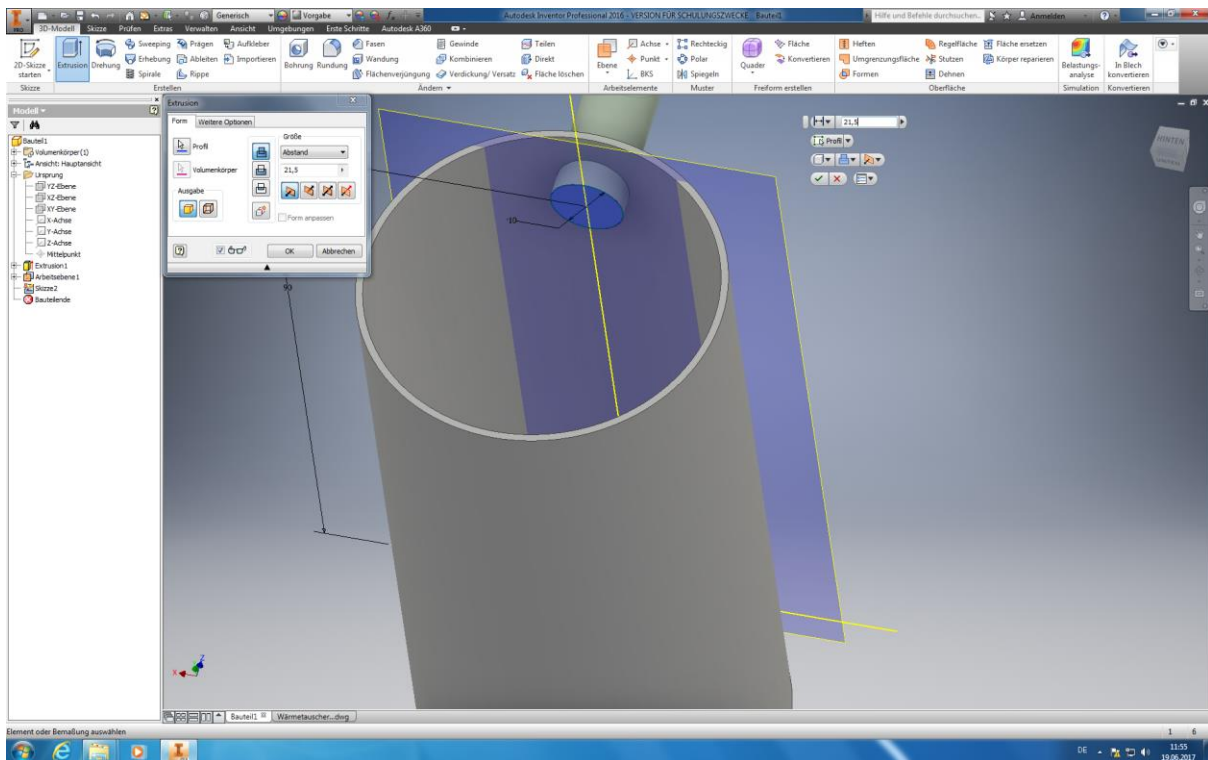 Generisch Vorgabe Autodesk Inventor Professional 2016 - VERSION FÜR SCHULUNGSZWECKE Bauteil1 Hilfe und Befehle durchsuchen... Anmelden
PRO 3D-Modell Skizze Prüfen Extras Verwalten Ansicht Umgebungen Erste Schritte Autodesk A360
2D-Skizze starten
Extrusion
Drehung
Sweeping Prägen Aufkleber
Erhebung Ableiten Importieren
Spirale Rippe
Bohrung Rundung
Fasen Gewinde Teilen
Wandung Kombinieren Direkt
Flächenverjüngung Verdickung/ Versatz Fläche löschen
Ebene
Achse
Punkt
BKS
Rechteckig
Polar
Spiegeln
Quader
Fläche
Konvertieren
Heften Regelfläche Fläche ersetzen
Umgrenzungsfläche Stutzen Körper reparieren
Formen Dehnen
Belastungs-
analyse
In Blech
konvertieren
Skizze Erstellen Ändern Arbeitselemente Muster Freiform erstellen Oberfläche Simulation Konvertieren
Modell
Bauteil1
Volumenkörper(1)
Ansicht: Hauptansicht
Ursprung
YZ-Ebene
XZ-Ebene
XY-Ebene
X-Achse
Y-Achse
Z-Achse
Mittelpunkt
Extrusion1
Arbeitsebene1
Skizze2
Bauteilende
Extrusion
Form Weitere Optionen
Profil
Volumenkörper
Ausgabe
Größe
Abstand
21,5
Form anpassen
OK Abbrechen
21,5
Profil
HINTEN
10
90
Z
X
Bauteil1 Wärmetauscher...dwg
Element oder Bemaßung auswählen 1 6
DE 11:55
19.06.2017